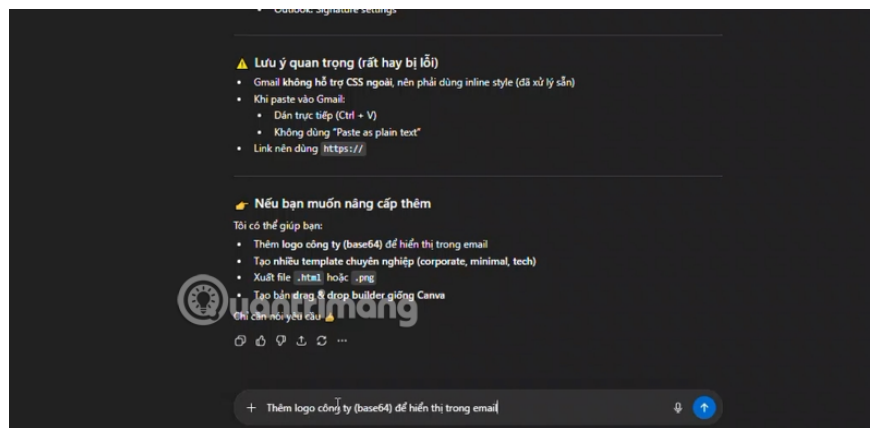 Outlook: Signature settings
⚠️ Lưu ý quan trọng (rất hay bị lỗi)
Gmail không hỗ trợ CSS ngoài, nên phải dùng inline style (đã xử lý sẵn)
Khi paste vào Gmail:
Dán trực tiếp (Ctrl + V)
Không dùng "Paste as plain text"
Link nên dùng https://
👉 Nếu bạn muốn nâng cấp thêm
Tôi có thể giúp bạn:
Thêm logo công ty (base64) để hiển thị trong email
Tạo nhiều template chuyên nghiệp (corporate, minimal, tech)
Xuất file .html hoặc .png
Tạo bản drag & drop builder giống Canva
Quantrimang
Chỉ cần nói yêu cầu 👍
Thêm logo công ty (base64) để hiển thị trong email